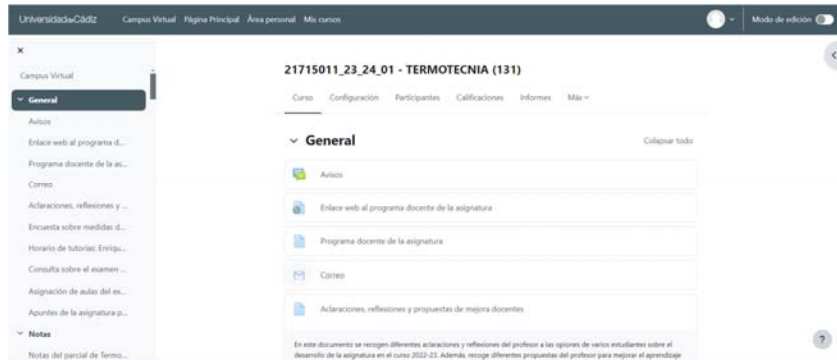 Universidad de Cádiz Campus Virtual Página Principal Área personal Mis cursos Modo de edición
Campus Virtual
General
Avisos
Enlace web al programa d...
Programa docente de la as...
Correo
Aclaraciones, reflexiones y ...
Encuesta sobre medidas d...
Horario de tutorías: Enriqu...
Consulta sobre el examen ...
Asignación de aulas del ex...
Apuntes de la asignatura p...
Notas
Notas del parcial de Termo...
21715011_23_24_01 - TERMOTECNIA (131)
Curso Configuración Participantes Calificaciones Informes Más
General Colapsar todo
Avisos
Enlace web al programa docente de la asignatura
Programa docente de la asignatura
Correo
Aclaraciones, reflexiones y propuestas de mejora docentes
En este documento se recogen diferentes aclaraciones y reflexiones del profesor a las opiones de varios estudiantes sobre el
desarrollo de la asignatura en el curso 2022-23. Además, recoge diferentes propuestas del profesor para mejorar el aprendizaje
?